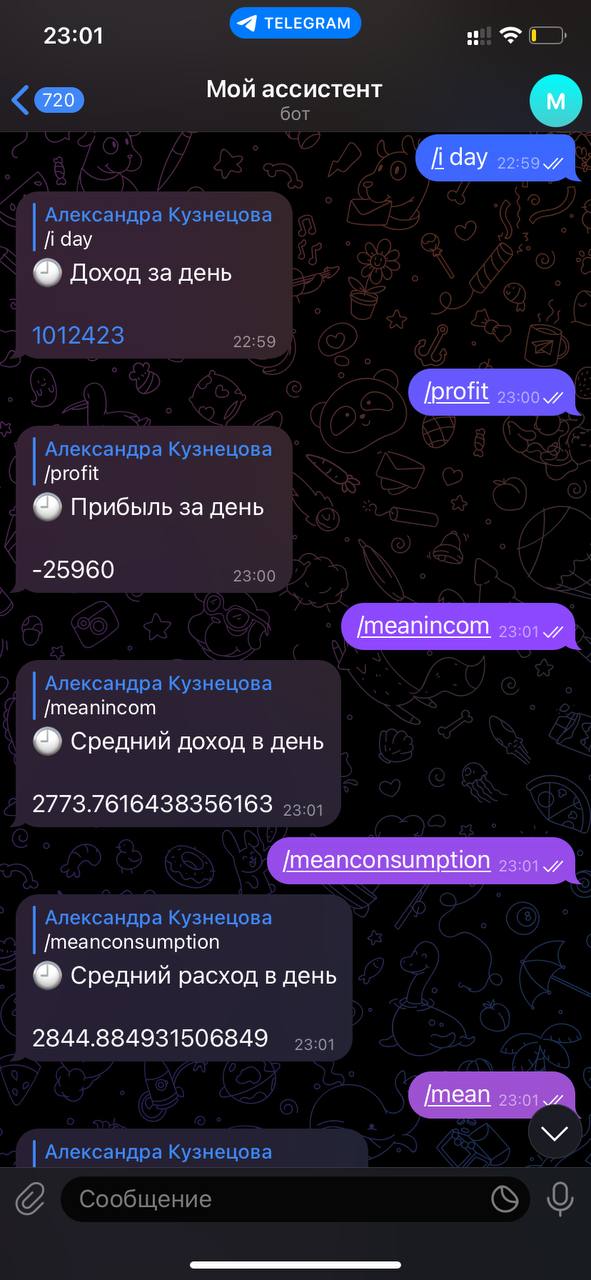 23:01
TELEGRAM
720
Мой ассистент
бот
M
/i day 22:59
Александра Кузнецова
/i day
Доход за день
1012423 22:59
/profit 23:00
Александра Кузнецова
/profit
Прибыль за день
-25960 23:00
/meanincom 23:01
Александра Кузнецова
/meanincom
Средний доход в день
2773.7616438356163 23:01
/meanconsumption 23:01
Александра Кузнецова
/meanconsumption
Средний расход в день
2844.884931506849 23:01
/mean 23:01
Александра Кузнецова
Сообщение